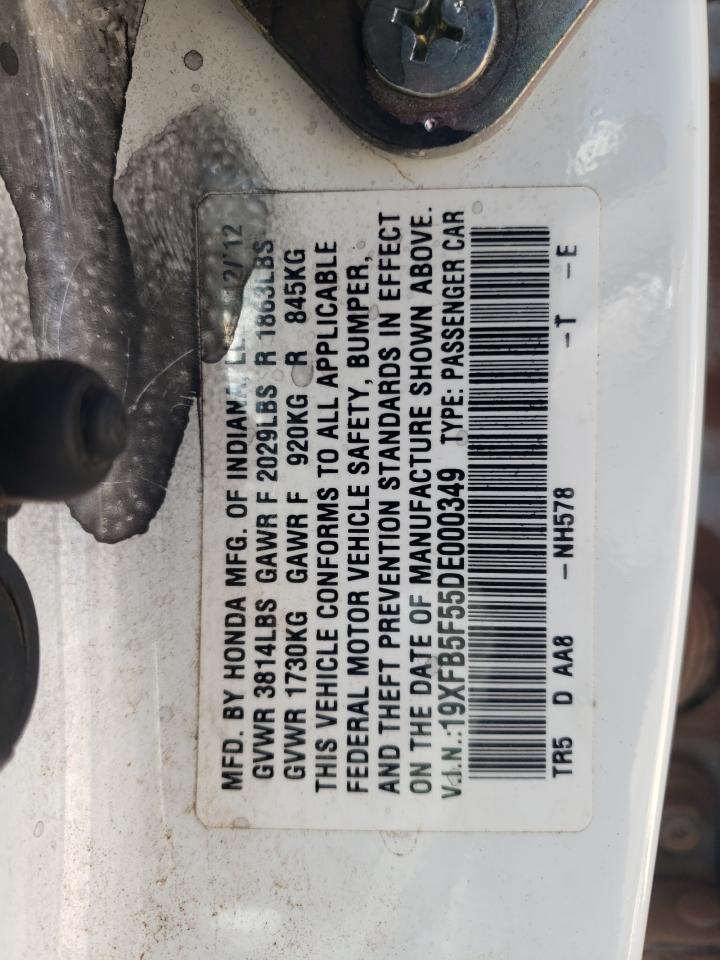 MFD. BY HONDA MFG. OF INDIANA, 2/12
GVWR 3814LBS GAWR F 2029LBS R 1863LBS
GVWR 1730KG GAWR F 920KG R 845KG
THIS VEHICLE CONFORMS TO ALL APPLICABLE
FEDERAL MOTOR VEHICLE SAFETY, BUMPER,
AND THEFT PREVENTION STANDARDS IN EFFECT
ON THE DATE OF MANUFACTURE SHOWN ABOVE.
V.I.N.:19XFB5F55DE000349 TYPE: PASSENGER CAR
TR5 D AA8 -NH578 -T -E